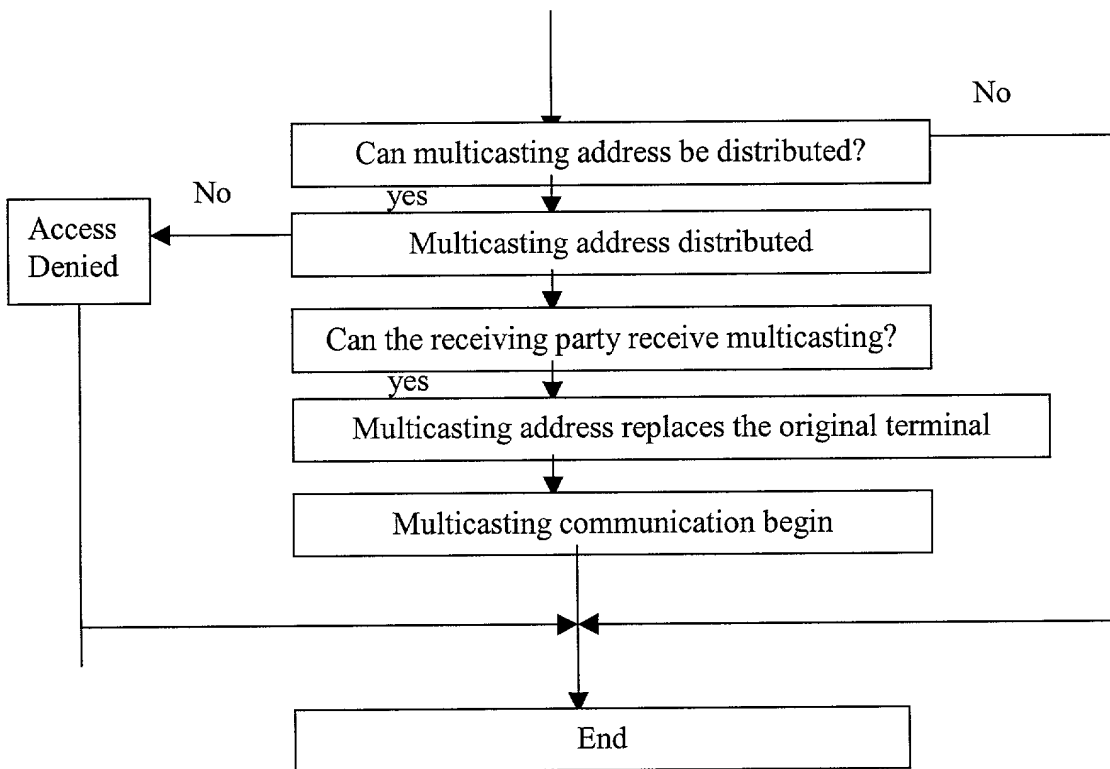 No
Can multicasting address be distributed?
No
yes
Access
Denied
Multicasting address distributed
Can the receiving party receive multicasting?
yes
Multicasting address replaces the original terminal
Multicasting communication begin
End